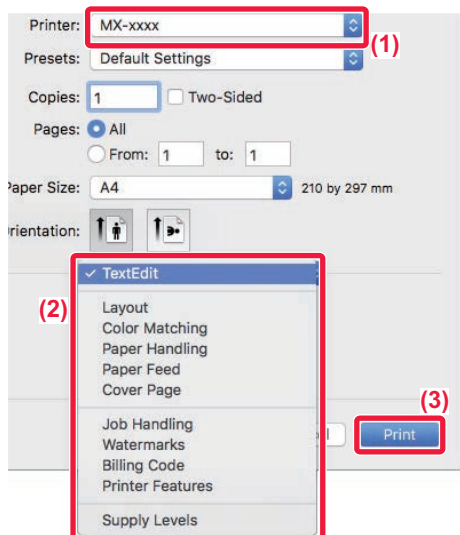 Printer: MX-xxxx
(1)
Presets: Default Settings
Copies: 1 Two-Sided
Pages: All
From: 1 to: 1
Paper Size: A4 210 by 297 mm
Orientation:
✓ TextEdit
(2)
Layout
Color Matching
Paper Handling
Paper Feed
Cover Page
(3)
Job Handling
Print
Watermarks
Billing Code
Printer Features
Supply Levels